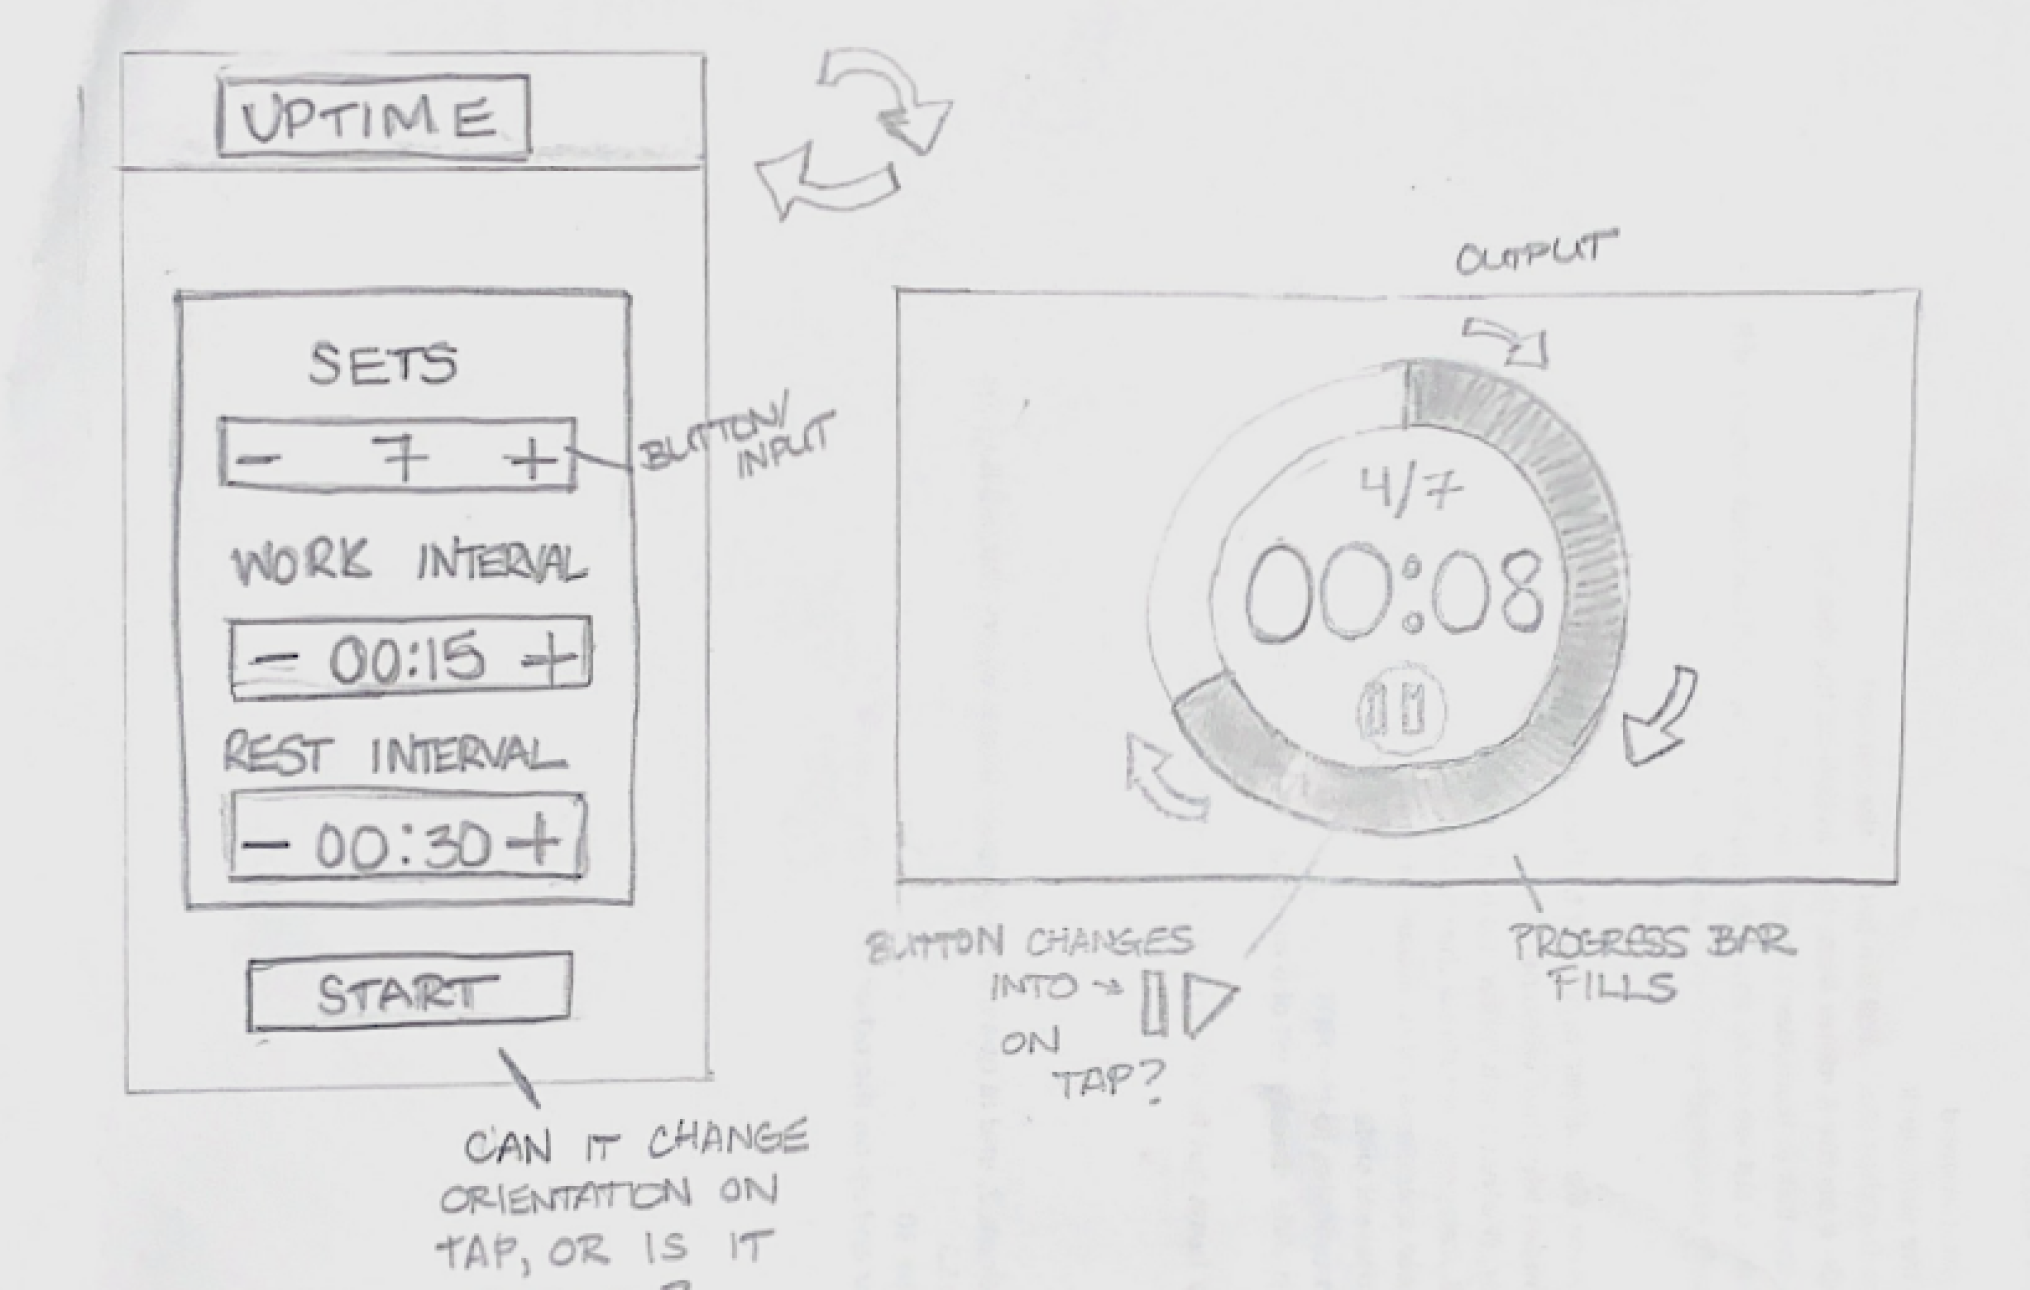 UPTIME
SETS
- 7 +
BUTTON/
INPUT
WORK INTERVAL
- 00:15 +
REST INTERVAL
- 00:30 +
START
CAN IT CHANGE
ORIENTATION ON
TAP, OR IS IT
OUTPUT
4/7
00:08
BUTTON CHANGES
INTO →
ON
TAP?
PROGRESS BAR
FILLS